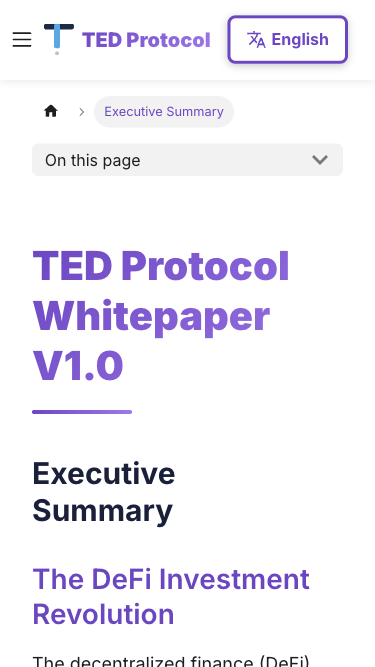 TED Protocol
English
Executive Summary
On this page
TED Protocol
Whitepaper
V1.0
Executive
Summary
The DeFi Investment
Revolution
The decentralized finance (DeFi)